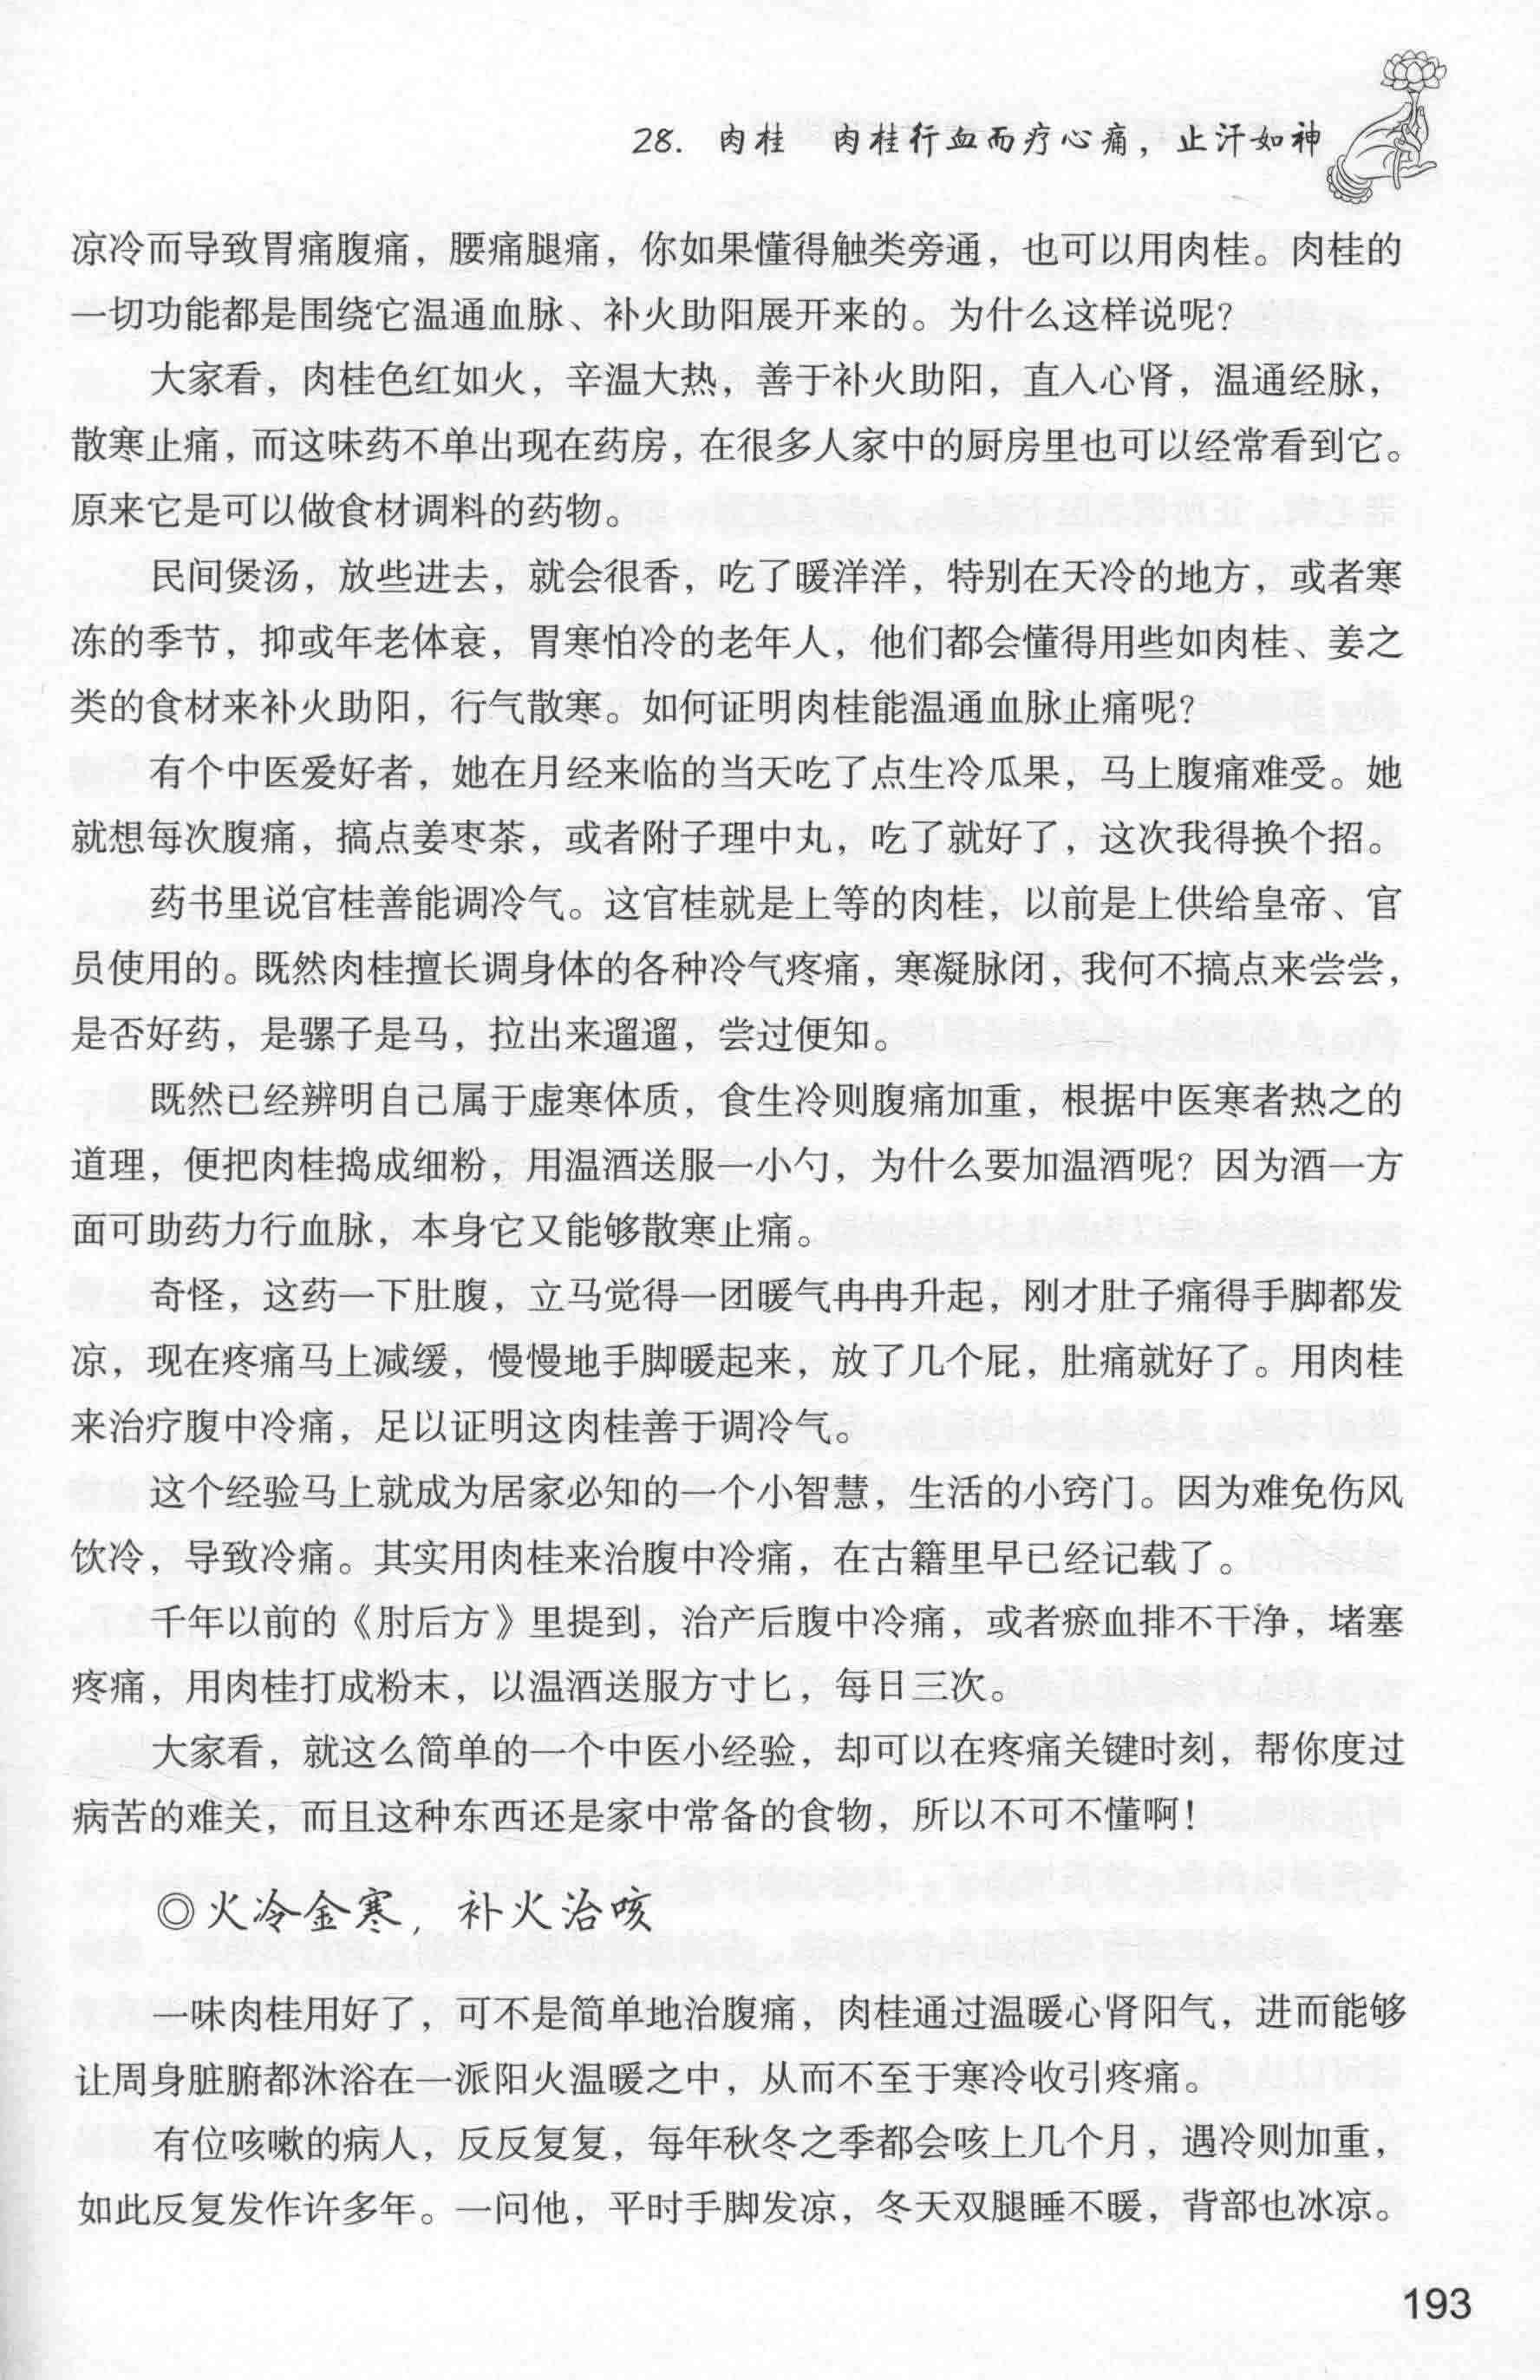 28. 肉桂　肉桂行血而疗心痛，止汗如神
凉冷而导致胃痛腹痛，腰痛腿痛，你如果懂得触类旁通，也可以用肉桂。肉桂的
一切功能都是围绕它温通血脉、补火助阳展开来的。为什么这样说呢？
大家看，肉桂色红如火，辛温大热，善于补火助阳，直入心肾，温通经脉，
散寒止痛，而这味药不单出现在药房，在很多人家中的厨房里也可以经常看到它。
原来它是可以做食材调料的药物。
民间煲汤，放些进去，就会很香，吃了暖洋洋，特别在天冷的地方，或者寒
冻的季节，抑或年老体衰，胃寒怕冷的老年人，他们都会懂得用些如肉桂、姜之
类的食材来补火助阳，行气散寒。如何证明肉桂能温通血脉止痛呢？
有个中医爱好者，她在月经来临的当天吃了点生冷瓜果，马上腹痛难受。她
就想每次腹痛，搞点姜枣茶，或者附子理中丸，吃了就好了，这次我得换个招。
药书里说官桂善能调冷气。这官桂就是上等的肉桂，以前是上供给皇帝、官
员使用的。既然肉桂擅长调身体的各种冷气疼痛，寒凝脉闭，我何不搞点来尝尝，
是否好药，是骡子是马，拉出来遛遛，尝过便知。
既然已经辨明自己属于虚寒体质，食生冷则腹痛加重，根据中医寒者热之的
道理，便把肉桂捣成细粉，用温酒送服一小勺，为什么要加温酒呢？因为酒一方
面可助药力行血脉，本身它又能够散寒止痛。
奇怪，这药一下肚腹，立马觉得一团暖气冉冉升起，刚才肚子痛得手脚都发
凉，现在疼痛马上减缓，慢慢地手脚暖起来，放了几个屁，肚痛就好了。用肉桂
来治疗腹中冷痛，足以证明这肉桂善于调冷气。
这个经验马上就成为居家必知的一个小智慧，生活的小窍门。因为难免伤风
饮冷，导致冷痛。其实用肉桂来治腹中冷痛，在古籍里早已经记载了。
千年以前的《肘后方》里提到，治产后腹中冷痛，或者瘀血排不干净，堵塞
疼痛，用肉桂打成粉末，以温酒送服方寸匕，每日三次。
大家看，就这么简单的一个中医小经验，却可以在疼痛关键时刻，帮你度过
病苦的难关，而且这种东西还是家中常备的食物，所以不可不懂啊！
◎火冷金寒，补火治咳
一味肉桂用好了，可不是简单地治腹痛，肉桂通过温暖心肾阳气，进而能够
让周身脏腑都沐浴在一派阳火温暖之中，从而不至于寒冷收引疼痛。
有位咳嗽的病人，反反复复，每年秋冬之季都会咳上几个月，遇冷则加重，
如此反复发作许多年。一问他，平时手脚发凉，冬天双腿睡不暖，背部也冰凉。
193